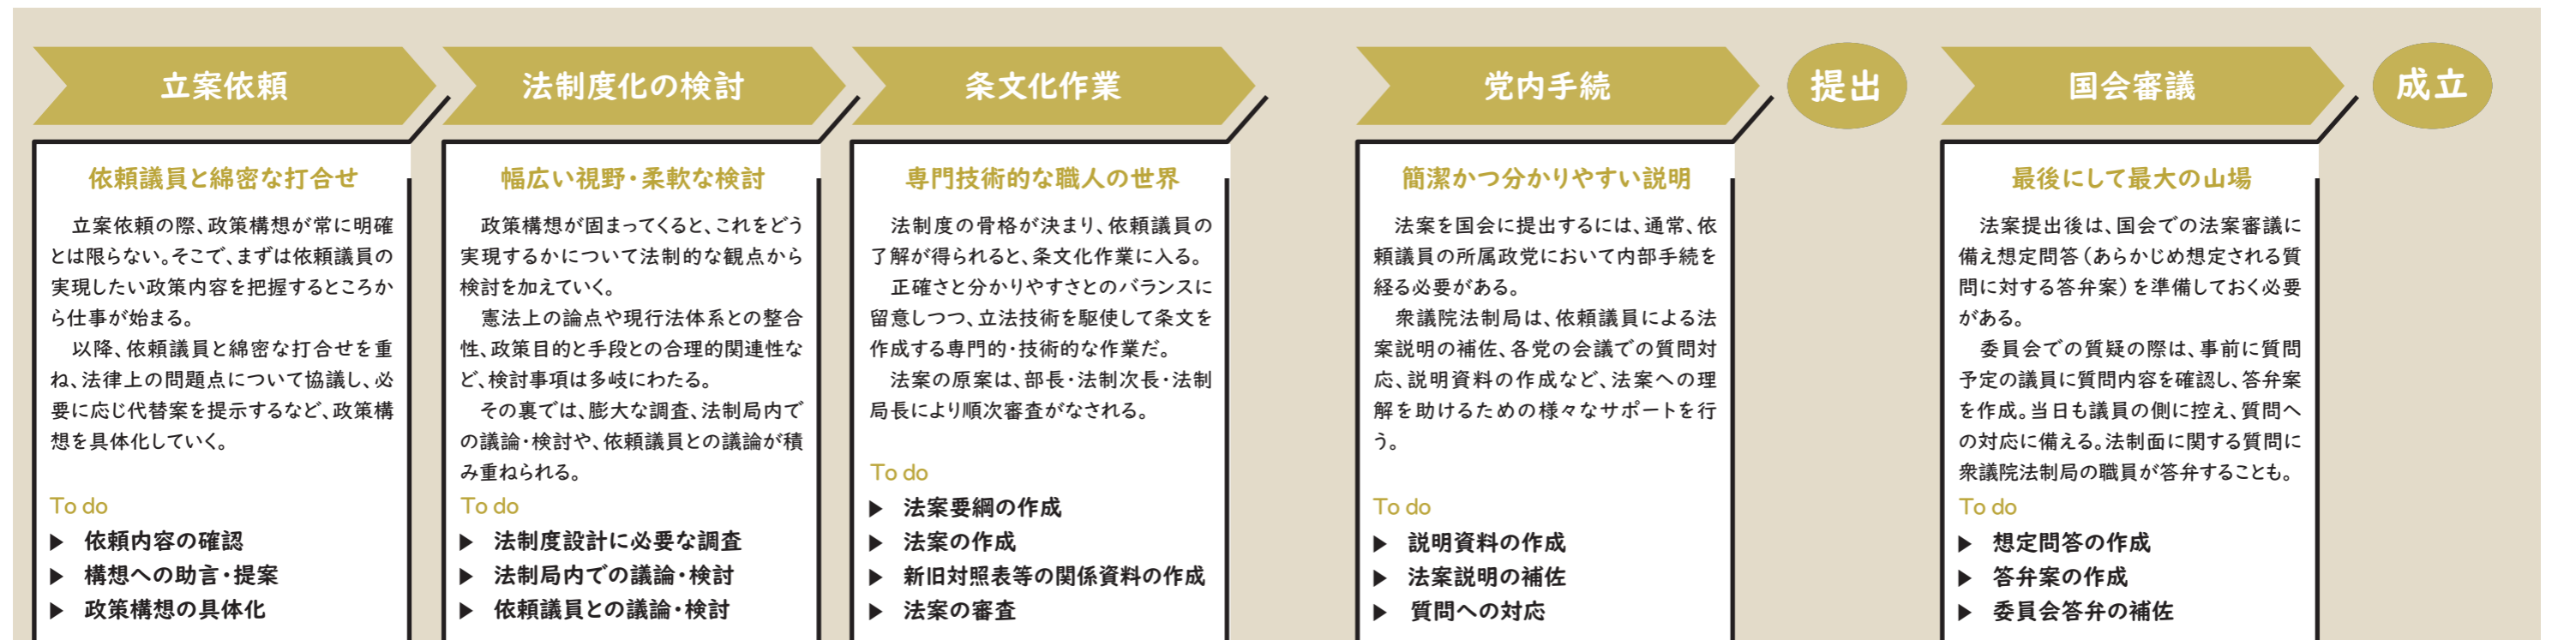 立案依頼
依頼議員と綿密な打合せ
立案依頼の際、政策構想が常に明確
とは限らない。そこで、まずは依頼議員の
実現したい政策内容を把握するところか
ら仕事が始まる。
以降、依頼議員と綿密な打合せを重
ね、法律上の問題点について協議し、必
要に応じ代替案を提示するなど、政策構
想を具体化していく。
To do
▶ 依頼内容の確認
▶ 構想への助言・提案
▶ 政策構想の具体化
法制度化の検討
幅広い視野・柔軟な検討
政策構想が固まってくると、これをどう
実現するかについて法制的な観点から
検討を加えていく。
憲法上の論点や現行法体系との整合
性、政策目的と手段との合理的関連性な
ど、検討事項は多岐にわたる。
その裏では、膨大な調査、法制局内で
の議論・検討や、依頼議員との議論が積
み重ねられる。
To do
▶ 法制度設計に必要な調査
▶ 法制局内での議論・検討
▶ 依頼議員との議論・検討
条文化作業
専門技術的な職人の世界
法制度の骨格が決まり、依頼議員の
了解が得られると、条文化作業に入る。
正確さと分かりやすさとのバランスに
留意しつつ、立法技術を駆使して条文を
作成する専門的・技術的な作業だ。
法案の原案は、部長・法制次長・法制
局長により順次審査がなされる。
To do
▶ 法案要綱の作成
▶ 法案の作成
▶ 新旧対照表等の関係資料の作成
▶ 法案の審査
党内手続
簡潔かつ分かりやすい説明
法案を国会に提出するには、通常、依
頼議員の所属政党において内部手続を
経る必要がある。
衆議院法制局は、依頼議員による法
案説明の補佐、各党の会議での質問対
応、説明資料の作成など、法案への理
解を助けるための様々なサポートを行
う。
To do
▶ 説明資料の作成
▶ 法案説明の補佐
▶ 質問への対応
提出
国会審議
最後にして最大の山場
法案提出後は、国会での法案審議に
備え想定問答（あらかじめ想定される質
問に対する答弁案）を準備しておく必要
がある。
委員会での質疑の際は、事前に質問
予定の議員に質問内容を確認し、答弁案
を作成。当日も議員の側に控え、質問へ
の対応に備える。法制面に関する質問に
衆議院法制局の職員が答弁することも。
To do
▶ 想定問答の作成
▶ 答弁案の作成
▶ 委員会答弁の補佐
成立